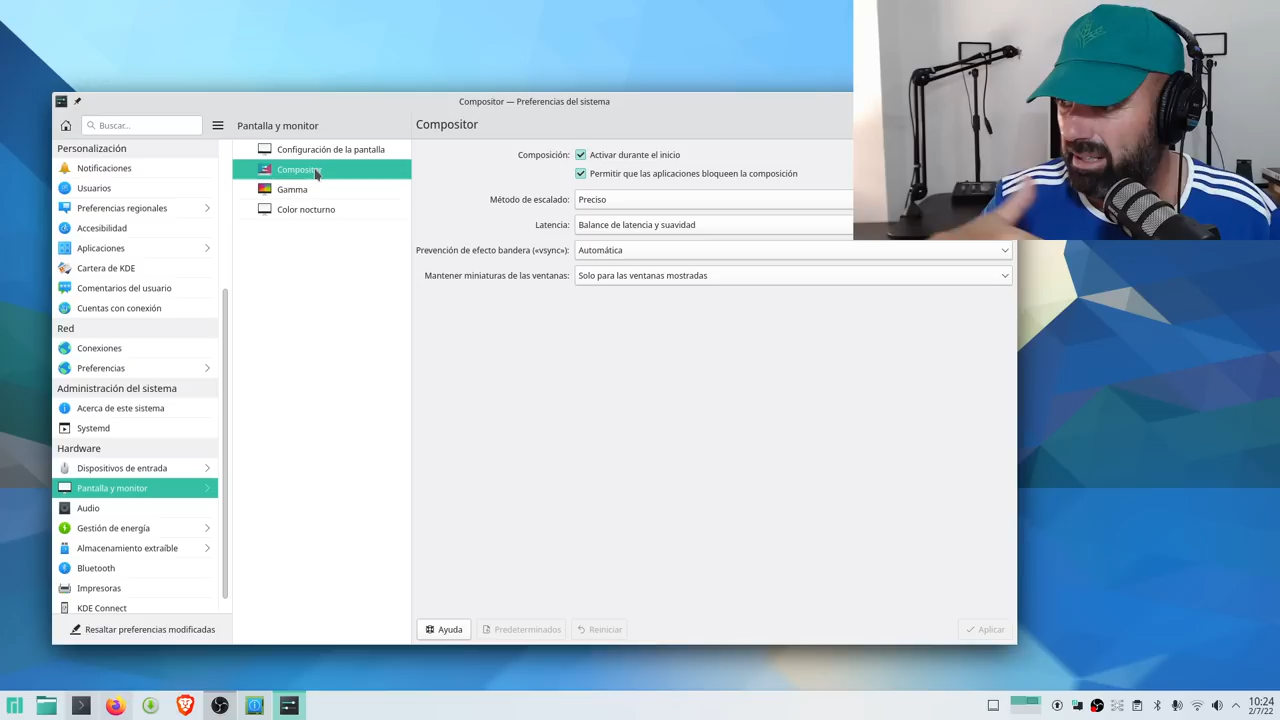 Compositor — Preferencias del sistema
Buscar...
Pantalla y monitor
Compositor
Personalización
Notificaciones
Usuarios
Preferencias regionales
Accesibilidad
Aplicaciones
Cartera de KDE
Comentarios del usuario
Cuentas con conexión
Red
Conexiones
Preferencias
Administración del sistema
Acerca de este sistema
Systemd
Hardware
Dispositivos de entrada
Pantalla y monitor
Audio
Gestión de energía
Almacenamiento extraíble
Bluetooth
Impresoras
KDE Connect
Resaltar preferencias modificadas
Configuración de la pantalla
Compositor
Gamma
Color nocturno
Composición: Activar durante el inicio
Permitir que las aplicaciones bloqueen la composición
Método de escalado: Preciso
Latencia: Balance de latencia y suavidad
Prevención de efecto bandera («vsync»): Automática
Mantener miniaturas de las ventanas: Solo para las ventanas mostradas
Ayuda
Predeterminados
Reiniciar
Aplicar
10:24
2/7/22